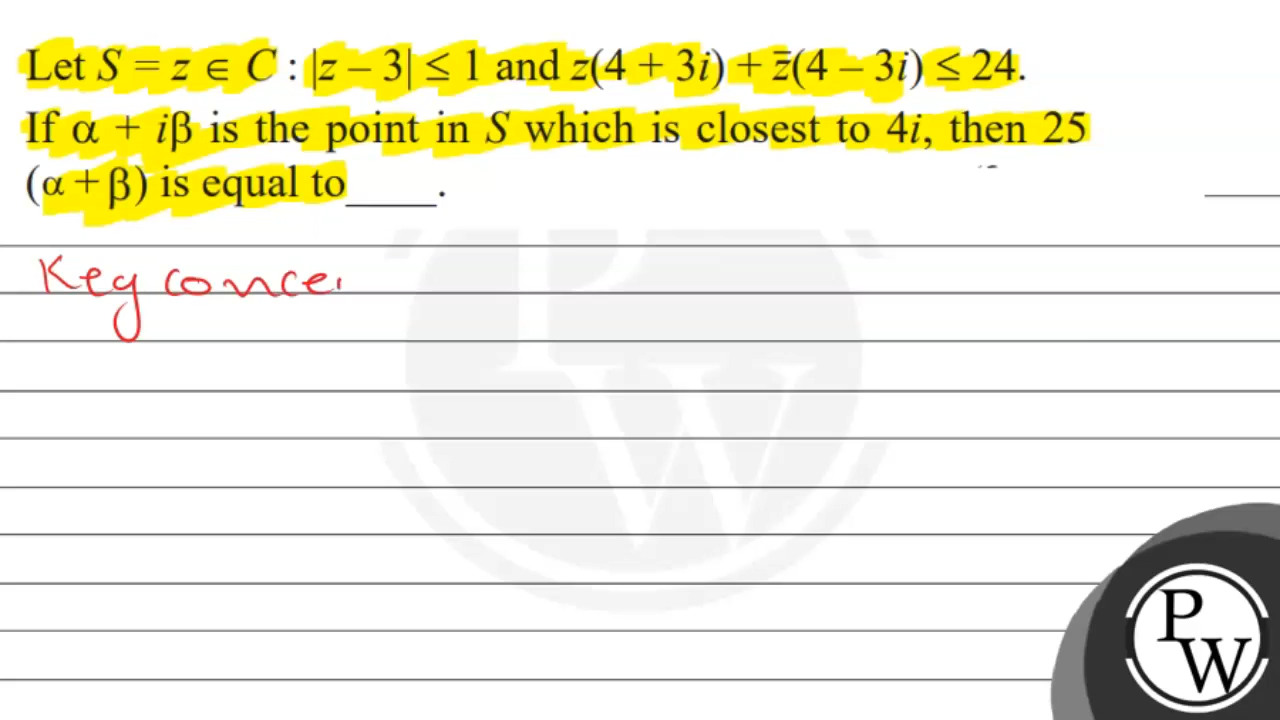 Let S = z ∈ C : |z – 3| ≤ 1 and z(4 + 3i) + z̄(4 – 3i) ≤ 24.
If α + iβ is the point in S which is closest to 4i, then 25
(α + β) is equal to____.
Key conce
P
W
P
W